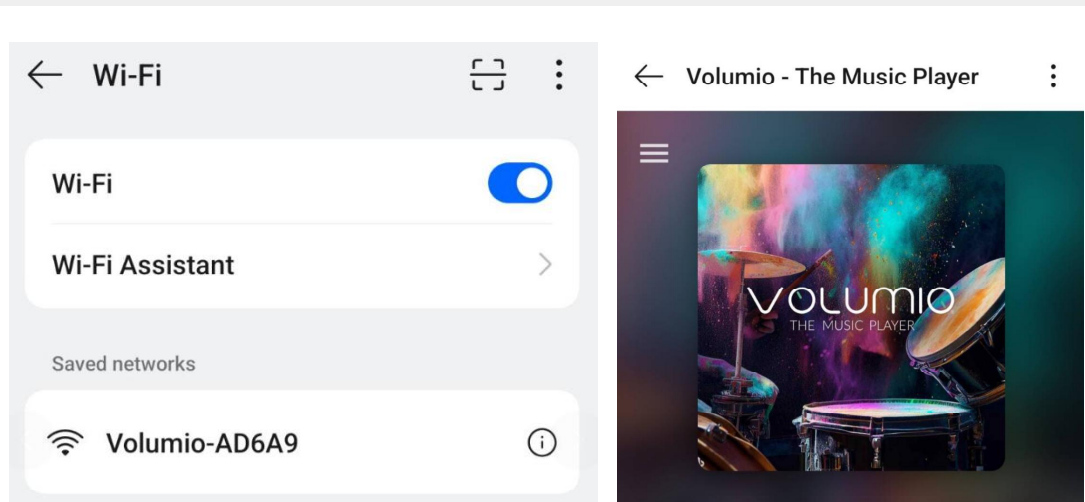 Wi-Fi
Wi-Fi
Wi-Fi Assistant
Saved networks
Volumio-AD6A9
Volumio - The Music Player
VOLUMIO
THE MUSIC PLAYER